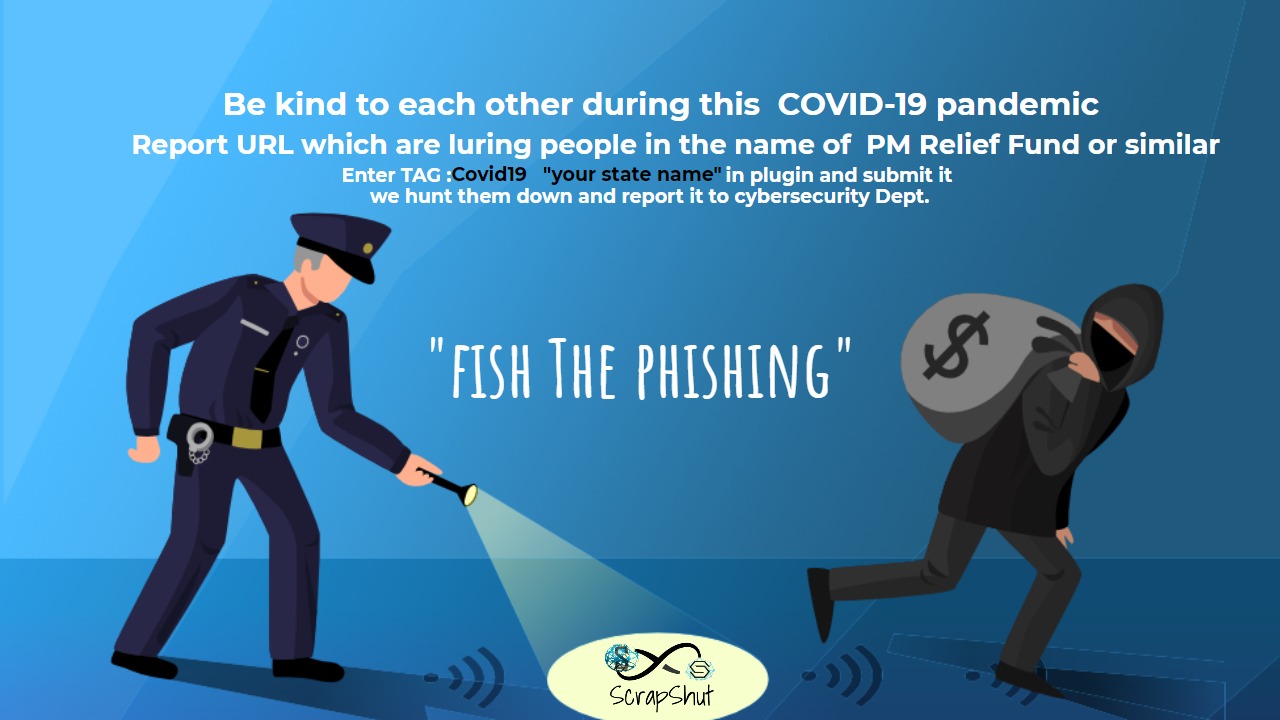 Be kind to each other during this COVID-19 pandemic
Report URL which are luring people in the name of PM Relief Fund or similar
Enter TAG :Covid19 "your state name" in plugin and submit it
we hunt them down and report it to cybersecurity Dept.
"FISH THE PHISHING"
$
S S
ScrapShut